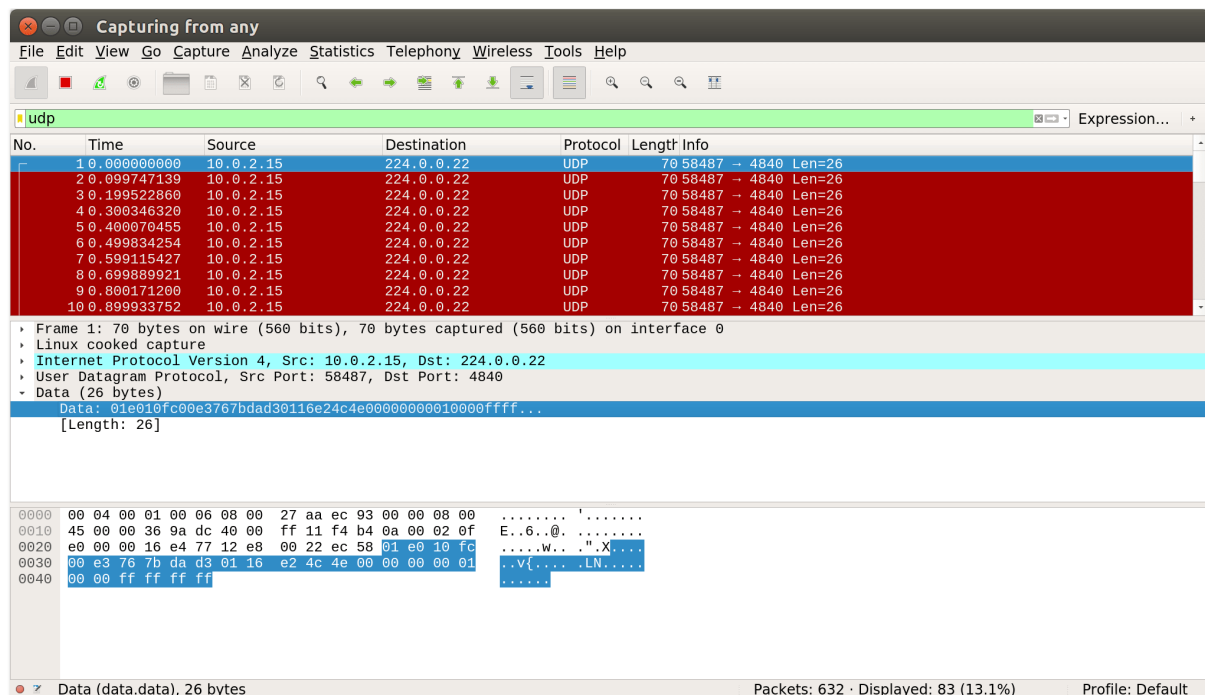 Capturing from any
File Edit View Go Capture Analyze Statistics Telephony Wireless Tools Help
udp Expression... +
No. Time Source Destination Protocol Length Info
1 0.000000000 10.0.2.15 224.0.0.22 UDP 70 58487 → 4840 Len=26
2 0.099747139 10.0.2.15 224.0.0.22 UDP 70 58487 → 4840 Len=26
3 0.199522860 10.0.2.15 224.0.0.22 UDP 70 58487 → 4840 Len=26
4 0.300346320 10.0.2.15 224.0.0.22 UDP 70 58487 → 4840 Len=26
5 0.400070455 10.0.2.15 224.0.0.22 UDP 70 58487 → 4840 Len=26
6 0.499834254 10.0.2.15 224.0.0.22 UDP 70 58487 → 4840 Len=26
7 0.599115427 10.0.2.15 224.0.0.22 UDP 70 58487 → 4840 Len=26
8 0.699889921 10.0.2.15 224.0.0.22 UDP 70 58487 → 4840 Len=26
9 0.800171200 10.0.2.15 224.0.0.22 UDP 70 58487 → 4840 Len=26
10 0.899933752 10.0.2.15 224.0.0.22 UDP 70 58487 → 4840 Len=26
Frame 1: 70 bytes on wire (560 bits), 70 bytes captured (560 bits) on interface 0
Linux cooked capture
Internet Protocol Version 4, Src: 10.0.2.15, Dst: 224.0.0.22
User Datagram Protocol, Src Port: 58487, Dst Port: 4840
Data (26 bytes)
Data: 01e010fc00e3767bdad30116e24c4e00000000010000ffff...
[Length: 26]
0000 00 04 00 01 00 06 08 00 27 aa ec 93 00 00 08 00 ........ '.......
0010 45 00 00 36 9a dc 40 00 ff 11 f4 b4 0a 00 02 0f E..6..@. ........
0020 e0 00 00 16 e4 77 12 e8 00 22 ec 58 01 e0 10 fc .....w.. .".X....
0030 00 e3 76 7b da d3 01 16 e2 4c 4e 00 00 00 00 01 ..v{.... .LN.....
0040 00 00 ff ff ff ff ......
Data (data.data), 26 bytes Packets: 632 · Displayed: 83 (13.1%) Profile: Default